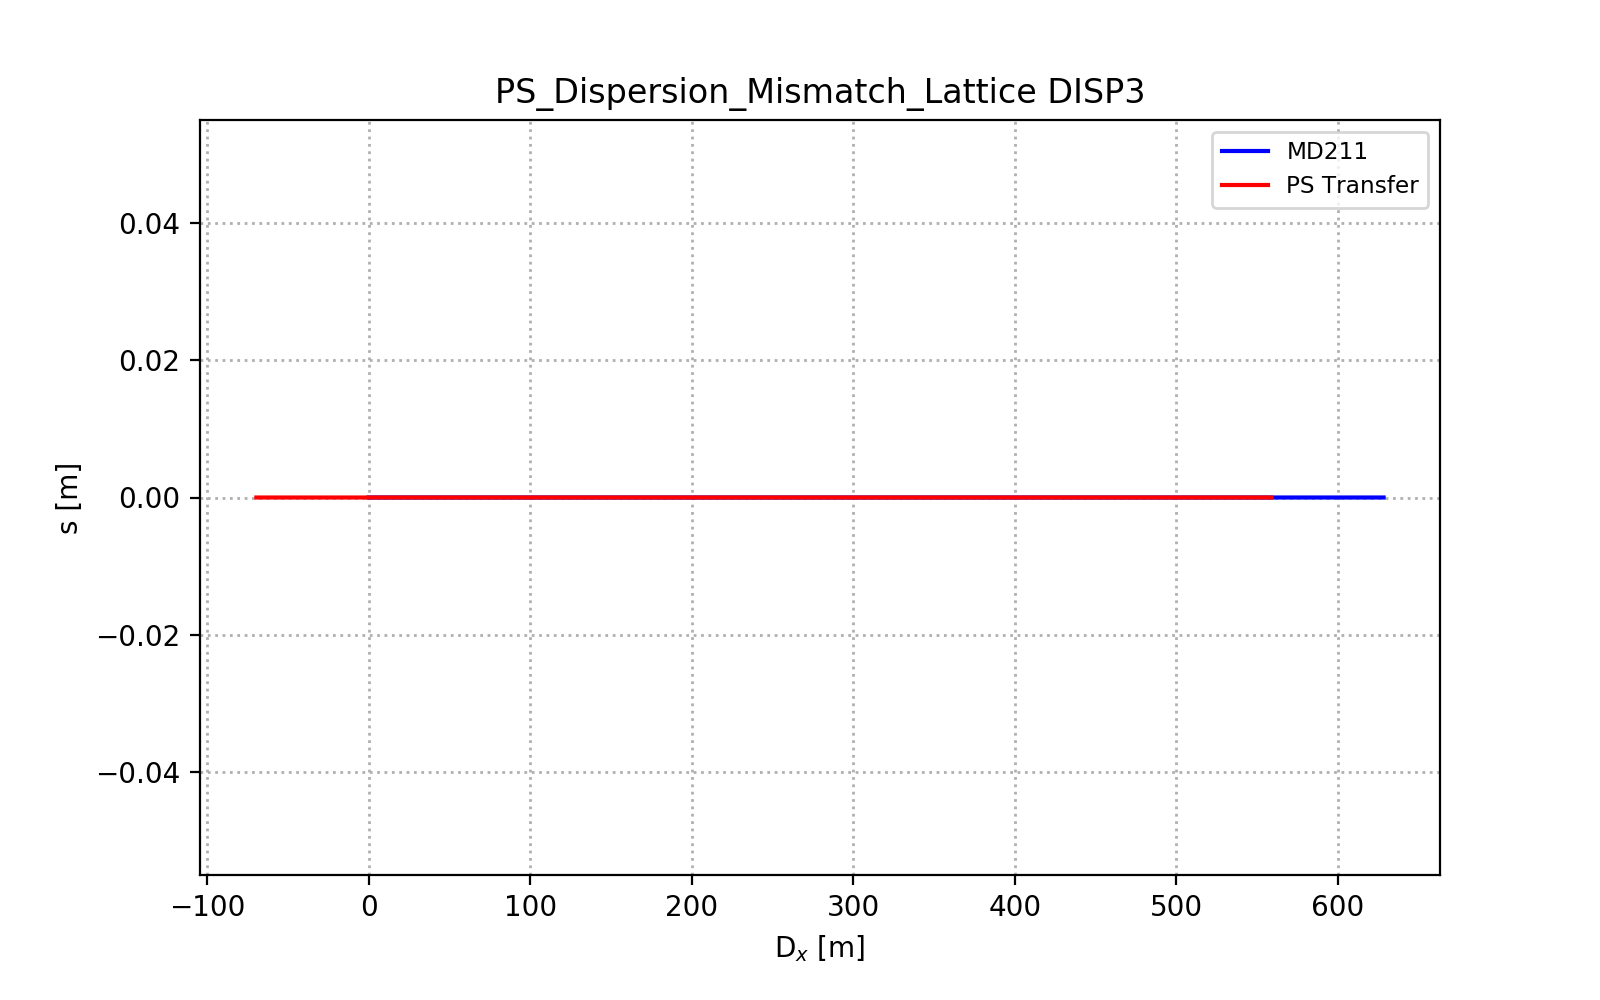 PS_Dispersion_Mismatch_Lattice DISP3
MD211
PS Transfer
0.04
0.02
0.00
−0.02
−0.04
s [m]
−100 0 100 200 300 400 500 600
Dₓ [m]